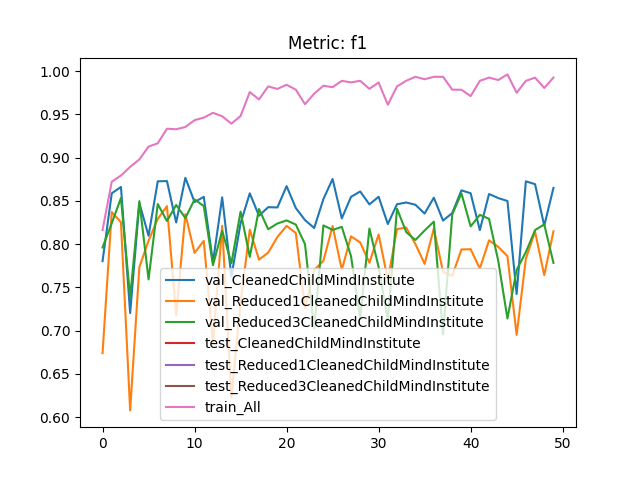 Metric: f1
1.00
0.95
0.90
0.85
0.80
0.75
0.70
0.65
0.60
val_CleanedChildMindInstitute
val_Reduced1CleanedChildMindInstitute
val_Reduced3CleanedChildMindInstitute
test_CleanedChildMindInstitute
test_Reduced1CleanedChildMindInstitute
test_Reduced3CleanedChildMindInstitute
train_All
0 10 20 30 40 50